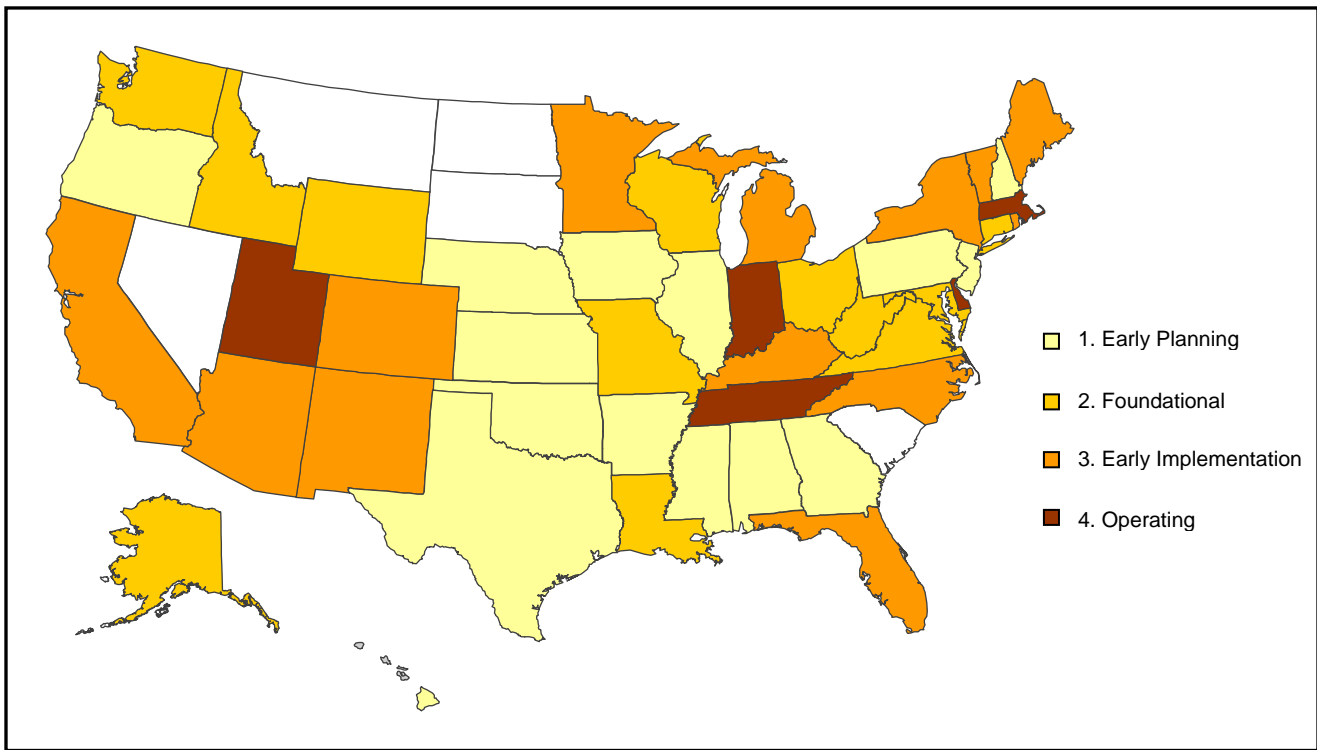 1. Early Planning
2. Foundational
3. Early Implementation
4. Operating